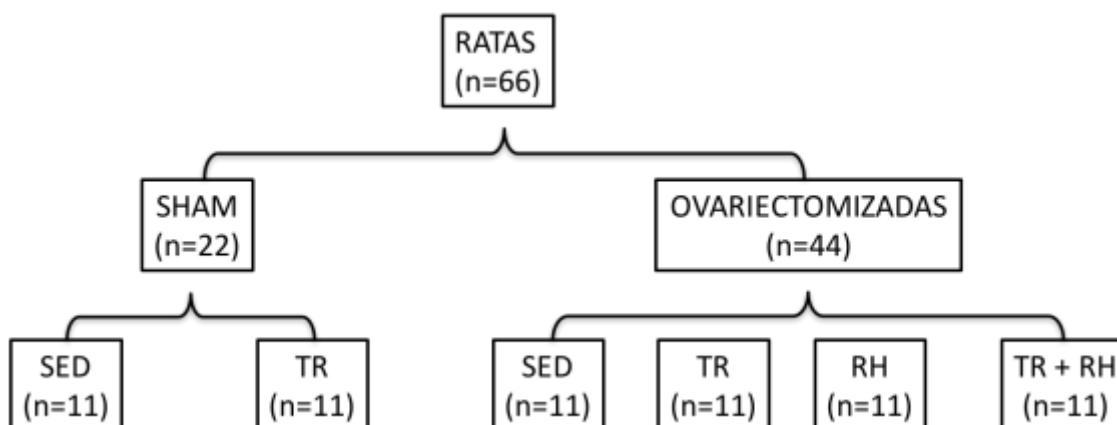 RATAS
(n=66)
SHAM
(n=22)
OVARIECTOMIZADAS
(n=44)
SED
(n=11)
TR
(n=11)
SED
(n=11)
TR
(n=11)
RH
(n=11)
TR + RH
(n=11)